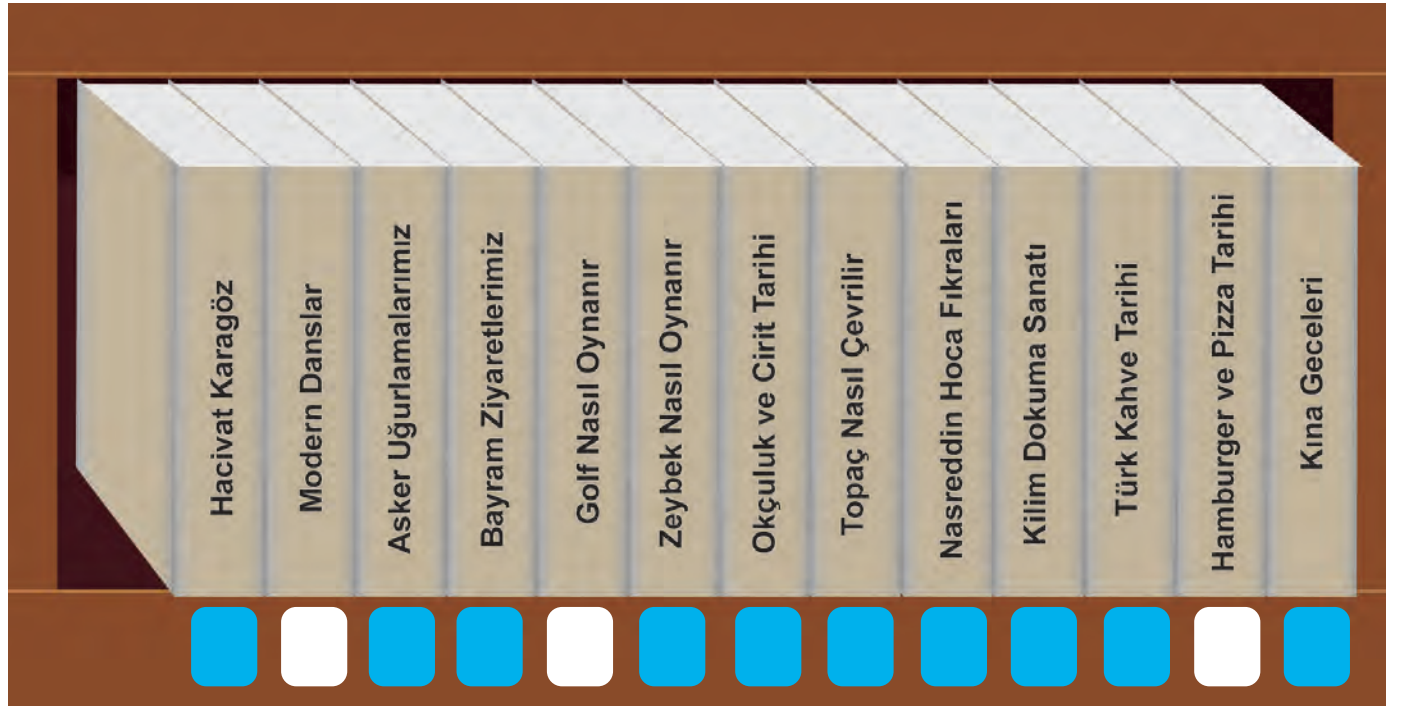 Hacivat Karagöz
Modern Danslar
Asker Uğurlamalarımız
Bayram Ziyaretlerimiz
Golf Nasıl Oynanır
Zeybek Nasıl Oynanır
Okçuluk ve Cirit Tarihi
Topaç Nasıl Çevrilir
Nasreddin Hoca Fıkraları
Kilim Dokuma Sanatı
Türk Kahve Tarihi
Hamburger ve Pizza Tarihi
Kına Geceleri